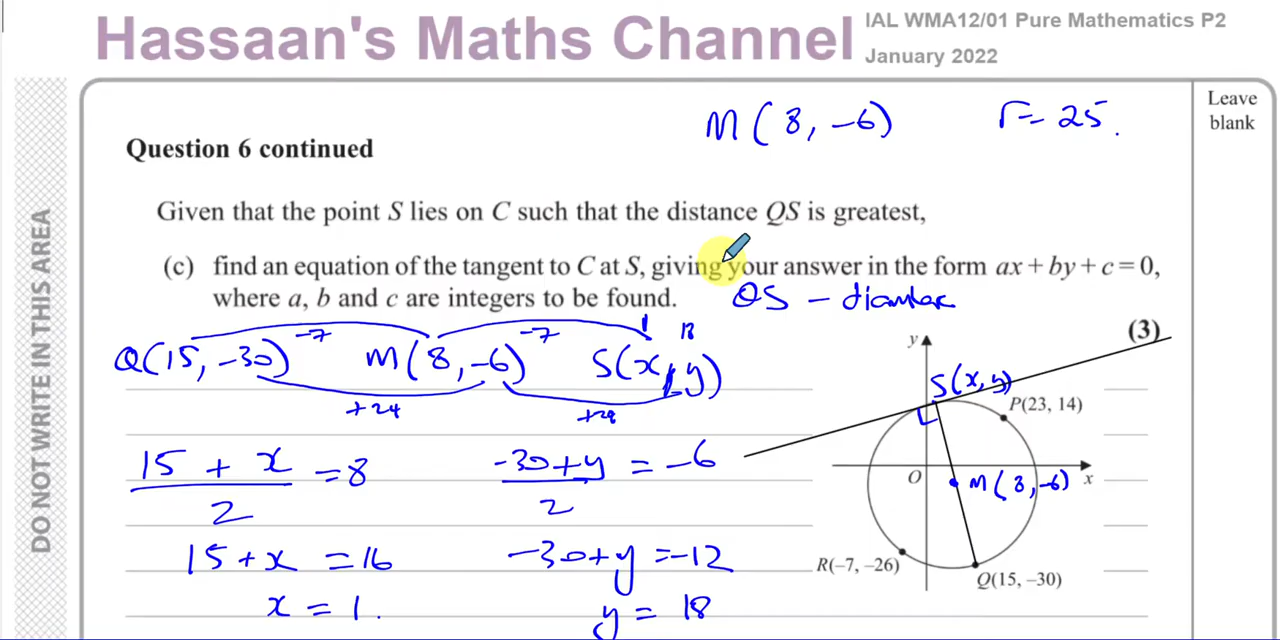 Hassaan's Maths Channel
IAL WMA12/01 Pure Mathematics P2
January 2022
DO NOT WRITE IN THIS AREA
Leave
blank
M(8, -6) r = 25.
Question 6 continued
Given that the point S lies on C such that the distance QS is greatest,
(c) find an equation of the tangent to C at S, giving your answer in the form ax + by + c = 0,
where a, b and c are integers to be found.
QS - diameter
(3)
-7 -7 1 18
Q(15, -30) M(8, -6) S(x, y)
+24 +24
15 + x / 2 = 8
-30 + y / 2 = -6
15 + x = 16
-30 + y = -12
x = 1.
y = 18
y
S(x, y)
P(23, 14)
O
M(8, -6)
x
R(–7, –26)
Q(15, –30)